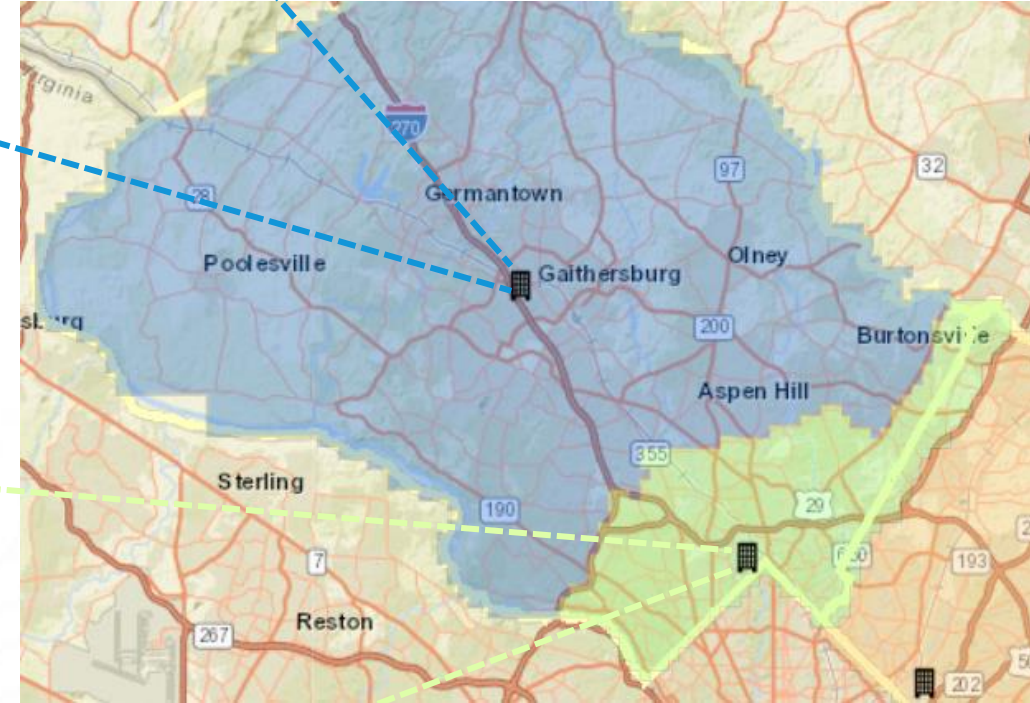 270
32
97
28
Germantown
Poolesville
Olney
Gaithersburg
200
Burtonsville
Aspen Hill
355
Sterling
190
29
7
193
Reston
267
202